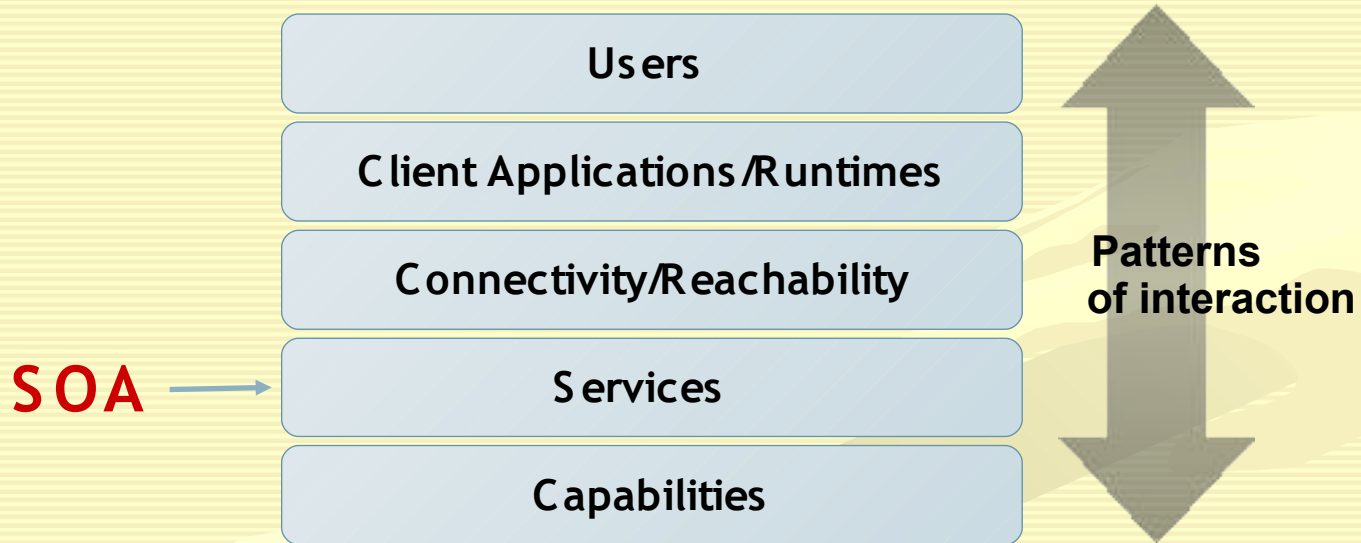 Users
Client Applications/Runtimes
Connectivity/Reachability
Patterns
of interaction
SOA
Services
Capabilities